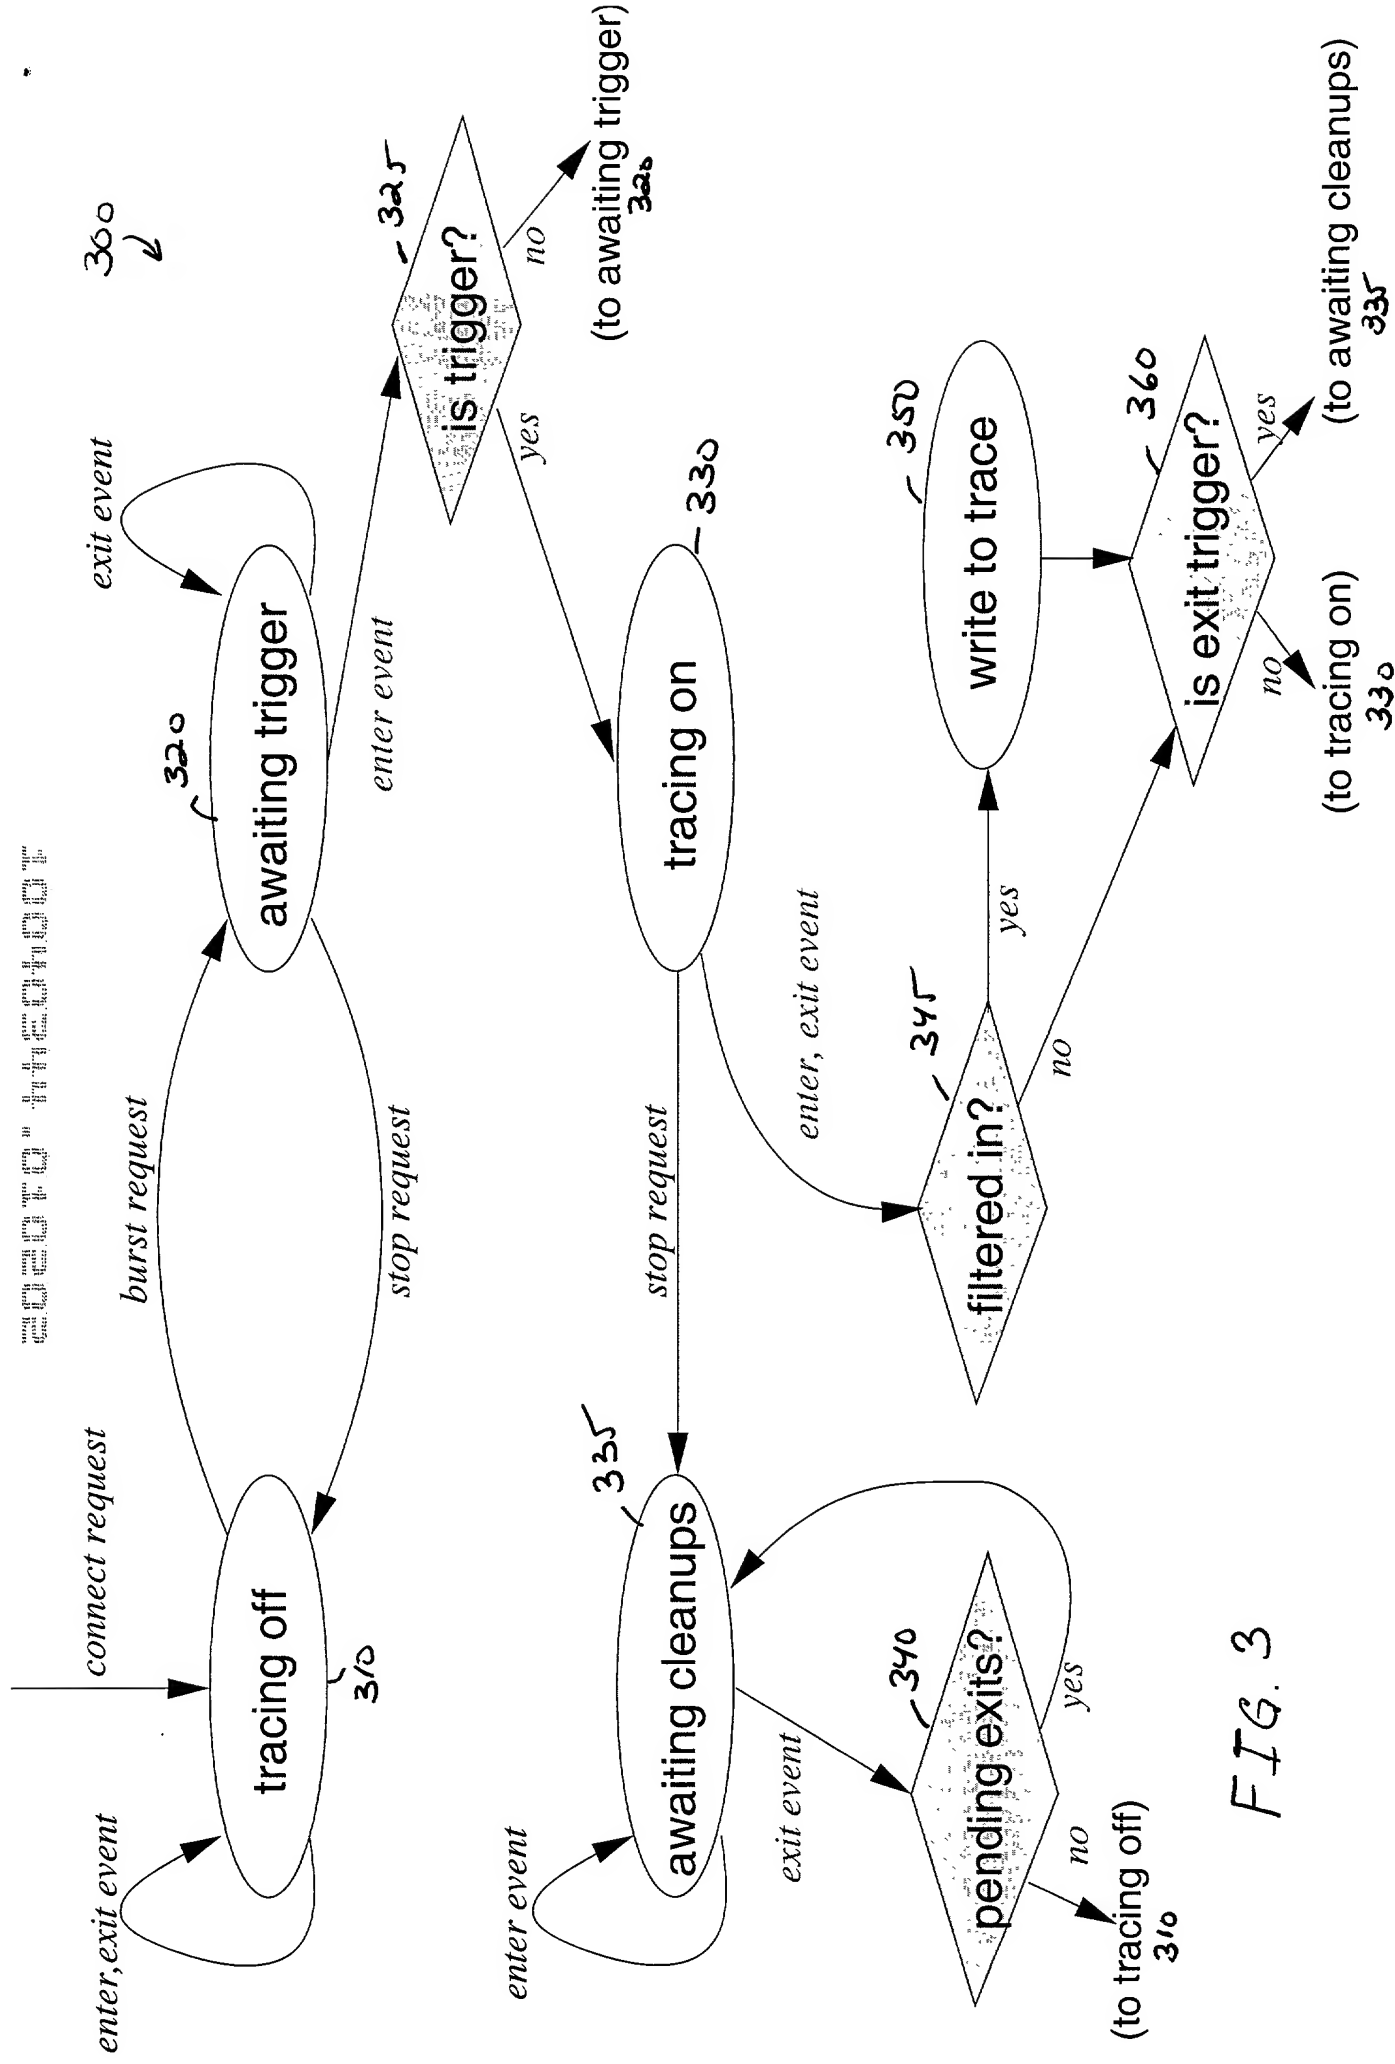 300
connect request
burst request
exit event
enter,exit event
320
tracing off
awaiting trigger
310
stop request
enter event
325
is trigger?
yes
no
(to awaiting trigger)
320
enter event
335
stop request
330
awaiting cleanups
tracing on
exit event
enter, exit event
340
345
350
pending exits?
filtered in?
write to trace
yes
yes
no
no
(to tracing off)
310
360
is exit trigger?
no
yes
(to tracing on)
330
(to awaiting cleanups)
335
FIG. 3